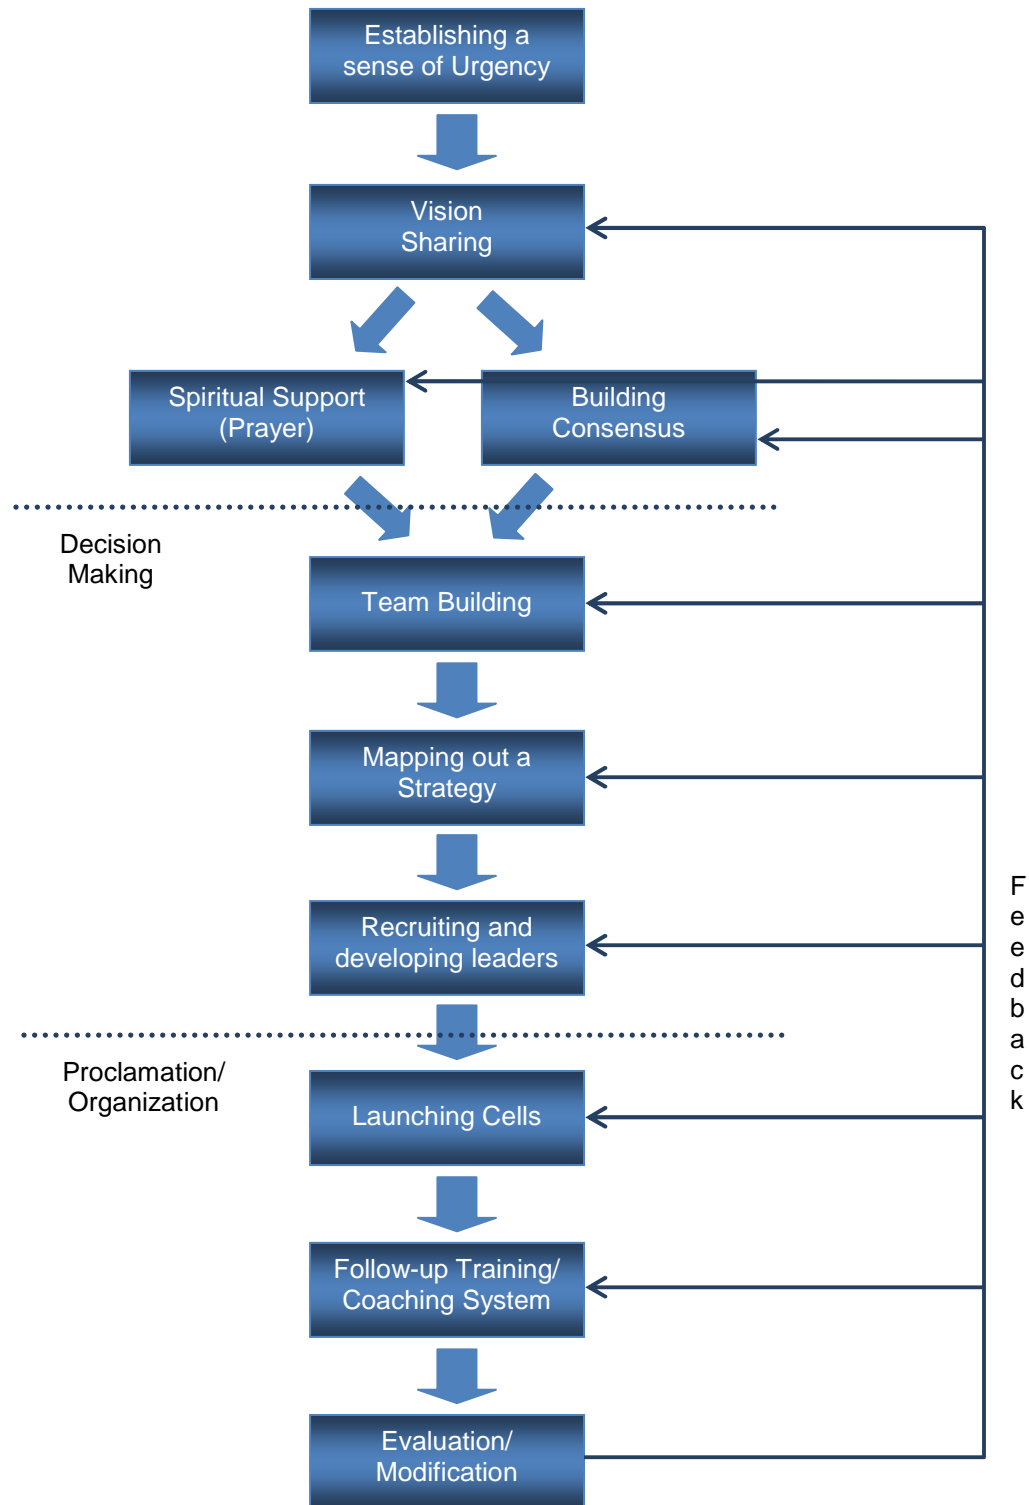 Establishing a
sense of Urgency
Vision
Sharing
Spiritual Support
(Prayer)
Building
Consensus
Decision
Making
Team Building
Mapping out a
Strategy
Recruiting and
developing leaders
Feedback
Proclamation/
Organization
Launching Cells
Follow-up Training/
Coaching System
Evaluation/
Modification